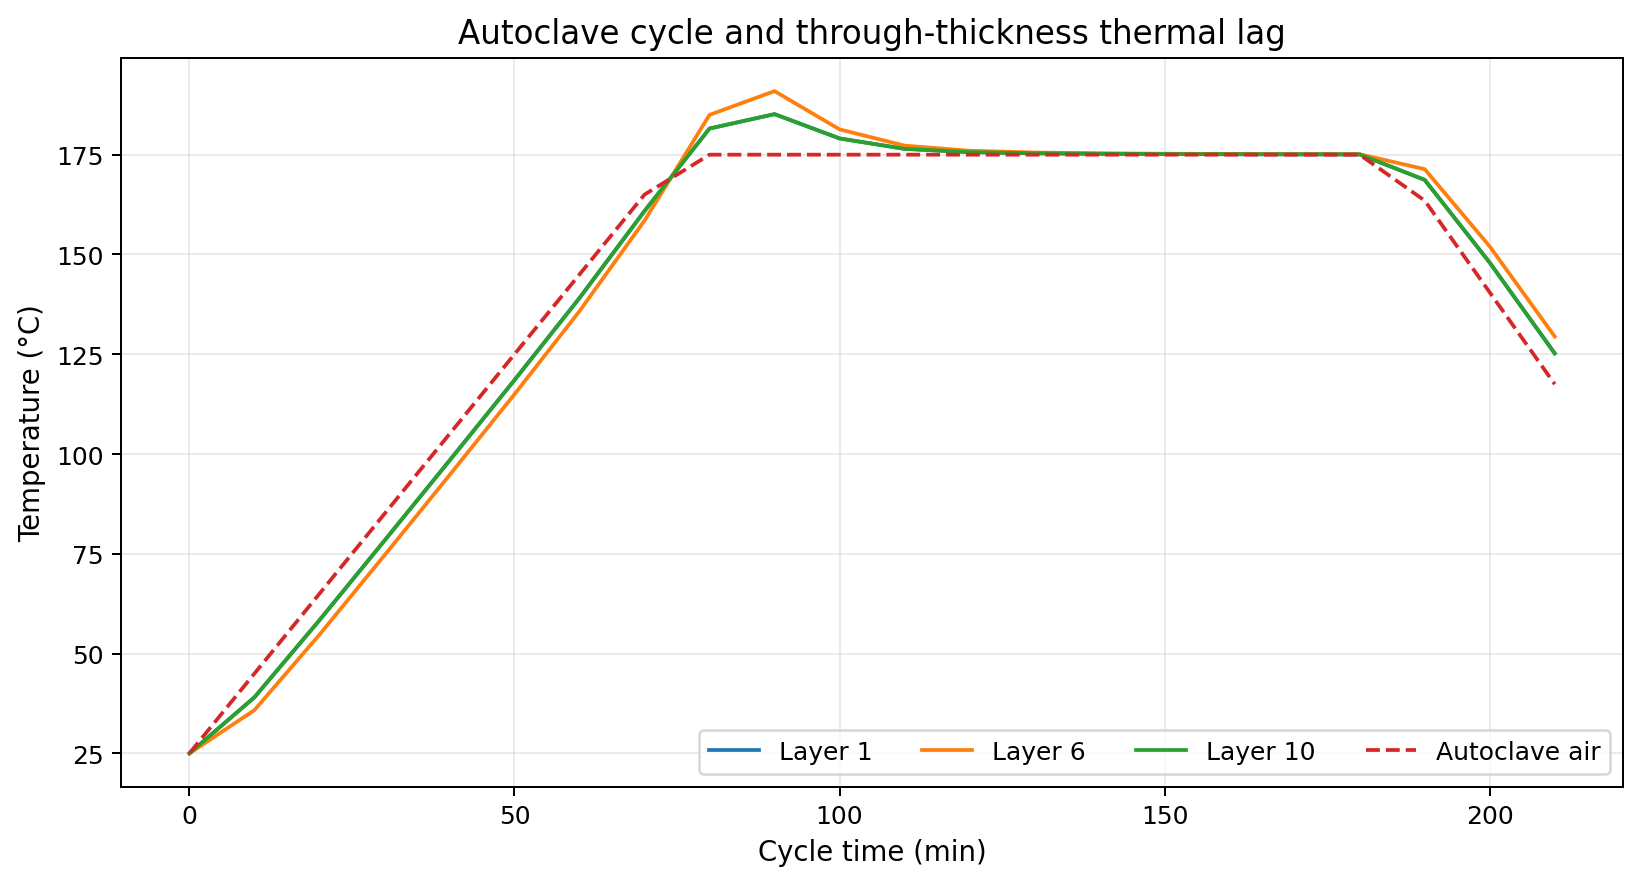 Autoclave cycle and through-thickness thermal lag
Temperature (°C)
175
150
125
100
75
50
25
Layer 1
Layer 6
Layer 10
Autoclave air
0
50
100
150
200
Cycle time (min)